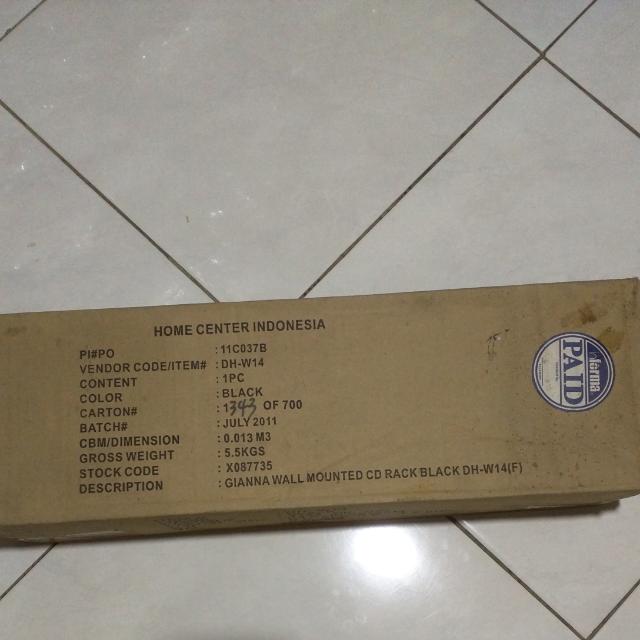 HOME CENTER INDONESIA
PI#PO : 11C037B
VENDOR CODE/ITEM# : DH-W14
CONTENT : 1PC
COLOR : BLACK
CARTON# : 1343 OF 700
BATCH# : JULY 2011
CBM/DIMENSION : 0.013 M3
GROSS WEIGHT : 5.5KGS
STOCK CODE : X087735
DESCRIPTION : GIANNA WALL MOUNTED CD RACK BLACK DH-W14(F)
informa
PAID